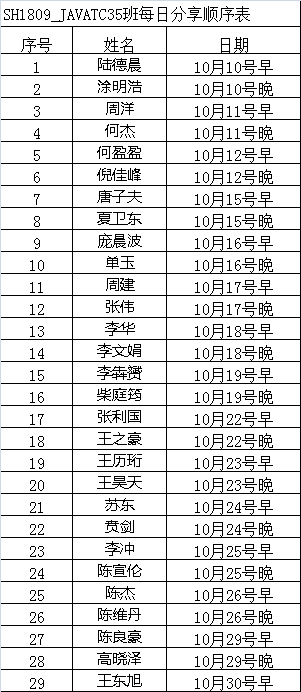 SH1809_JAVATC35班每日分享顺序表
序号 姓名 日期
1 陆德晨 10月10号早
2 涂明浩 10月10号晚
3 周洋 10月11号早
4 何杰 10月11号晚
5 何盈盈 10月12号早
6 倪佳峰 10月12号晚
7 唐子夫 10月15号早
8 夏卫东 10月15号晚
9 庞晨波 10月16号早
10 单玉 10月16号晚
11 周建 10月17号早
12 张伟 10月17号晚
13 李华 10月18号早
14 李文娟 10月18号晚
15 李犇赟 10月19号早
16 柴庭筠 10月19号晚
17 张利国 10月22号早
18 王之豪 10月22号晚
19 王历珩 10月23号早
20 王昊天 10月23号晚
21 苏东 10月24号早
22 贲剑 10月24号晚
23 李冲 10月25号早
24 陈宣伦 10月25号晚
25 陈杰 10月26号早
26 陈维丹 10月26号晚
27 陈良豪 10月29号早
28 高晓泽 10月29号晚
29 王东旭 10月30号早